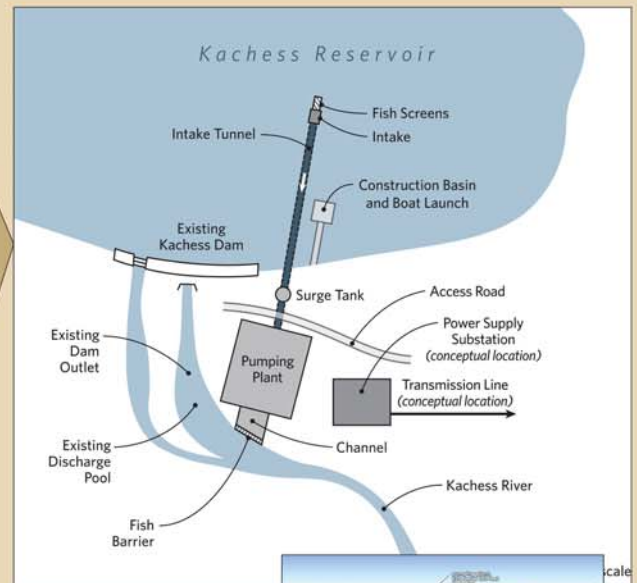 Kachess Reservoir
Fish Screens
Intake Tunnel
Intake
Construction Basin
and Boat Launch
Existing
Kachess Dam
Surge Tank
Access Road
Power Supply
Substation
(conceptual location)
Existing
Dam
Outlet
Pumping
Plant
Transmission Line
(conceptual location)
Existing
Discharge
Pool
Channel
Kachess River
Fish
Barrier
scale